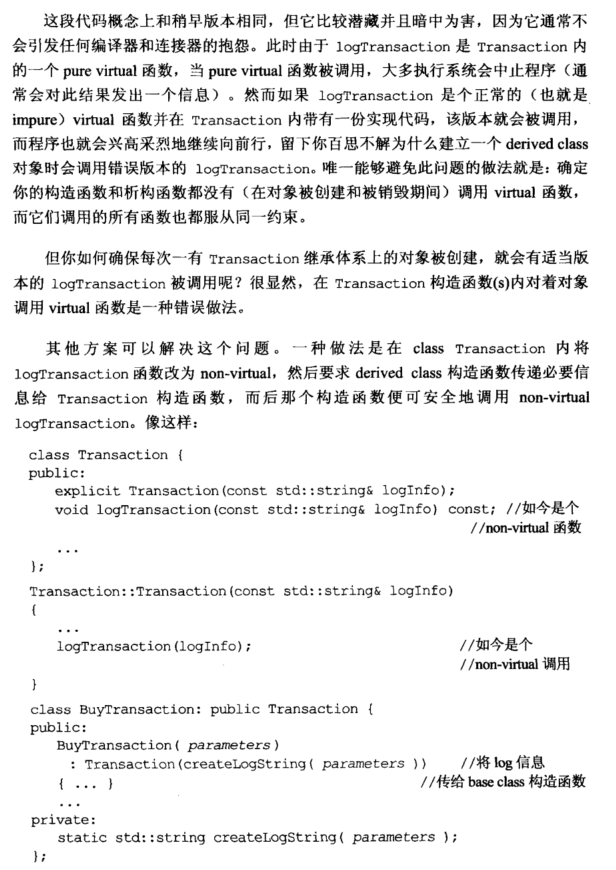 这段代码概念上和稍早版本相同，但它比较潜藏并且暗中为害，因为它通常不
会引发任何编译器和连接器的抱怨。此时由于 logTransaction 是 Transaction 内
的一个 pure virtual 函数，当 pure virtual 函数被调用，大多执行系统会中止程序（通
常会对此结果发出一个信息）。然而如果 logTransaction 是个正常的（也就是
impure）virtual 函数并在 Transaction 内带有一份实现代码，该版本就会被调用，
而程序也就会兴高采烈地继续向前行，留下你百思不解为什么建立一个 derived class
对象时会调用错误版本的 logTransaction。唯一能够避免此问题的做法就是：确定
你的构造函数和析构函数都没有（在对象被创建和被销毁期间）调用 virtual 函数，
而它们调用的所有函数也都服从同一约束。
但你如何确保每次一有 Transaction 继承体系上的对象被创建，就会有适当版
本的 logTransaction 被调用呢？很显然，在 Transaction 构造函数(s)内对着对象
调用 virtual 函数是一种错误做法。
其他方案可以解决这个问题。一种做法是在 class Transaction 内将
logTransaction 函数改为 non-virtual，然后要求 derived class 构造函数传递必要信
息给 Transaction 构造函数，而后那个构造函数便可安全地调用 non-virtual
logTransaction。像这样：
class Transaction {
public:
explicit Transaction(const std::string& logInfo);
void logTransaction(const std::string& logInfo) const; //如今是个
//non-virtual 函数
...
};
Transaction::Transaction(const std::string& logInfo)
{
...
logTransaction(logInfo); //如今是个
//non-virtual 调用
}
class BuyTransaction: public Transaction {
public:
BuyTransaction( parameters )
: Transaction(createLogString( parameters )) //将 log 信息
{ ... } //传给 base class 构造函数
...
private:
static std::string createLogString( parameters );
};